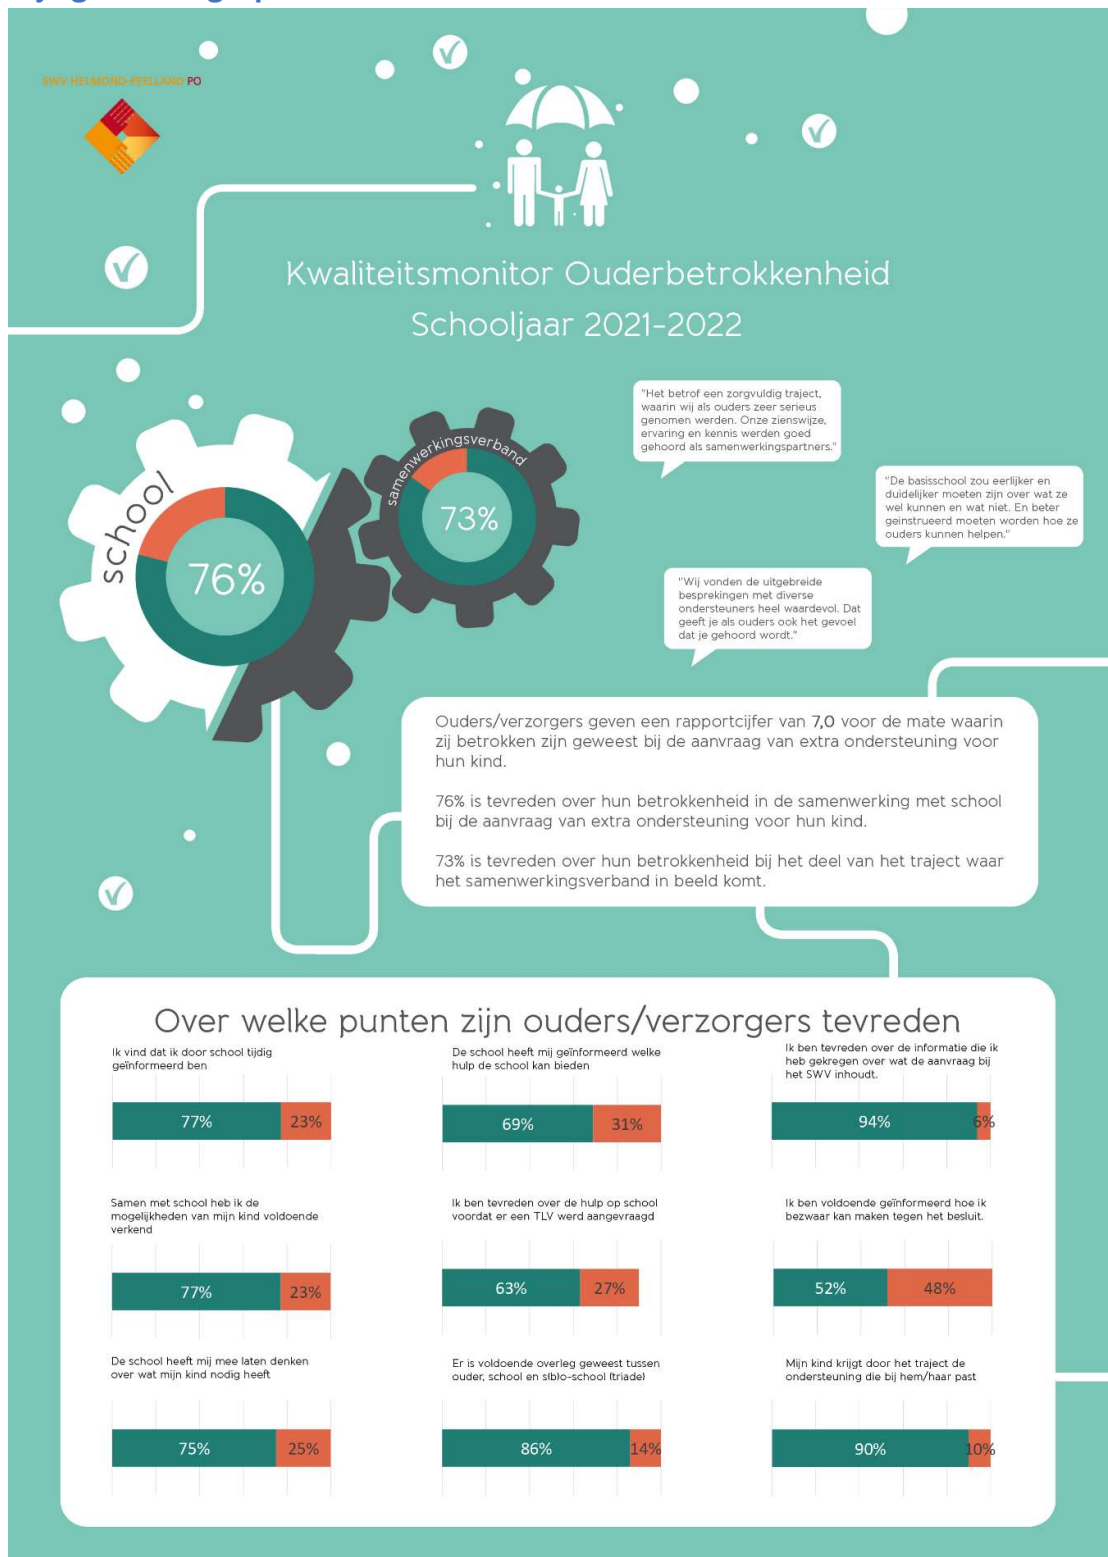 SWV HELMOND-PEELLAND PO
Kwaliteitsmonitor Ouderbetrokkenheid
Schooljaar 2021-2022
school
76%
samenwerkingsverband
73%
"Het betrof een zorgvuldig traject,
waarin wij als ouders zeer serieus
genomen werden. Onze zienswijze,
ervaring en kennis werden goed
gehoord als samenwerkingspartners."
"De basisschool zou eerlijker en
duidelijker moeten zijn over wat ze
wel kunnen en wat niet. En beter
geinstrueerd moeten worden hoe ze
ouders kunnen helpen."
"Wij vonden de uitgebreide
besprekingen met diverse
ondersteuners heel waardevol. Dat
geeft je als ouders ook het gevoel
dat je gehoord wordt."
Ouders/verzorgers geven een rapportcijfer van 7,0 voor de mate waarin
zij betrokken zijn geweest bij de aanvraag van extra ondersteuning voor
hun kind.
76% is tevreden over hun betrokkenheid in de samenwerking met school
bij de aanvraag van extra ondersteuning voor hun kind.
73% is tevreden over hun betrokkenheid bij het deel van het traject waar
het samenwerkingsverband in beeld komt.
Over welke punten zijn ouders/verzorgers tevreden
Ik vind dat ik door school tijdig
geïnformeerd ben
77% 23%
De school heeft mij geïnformeerd welke
hulp de school kan bieden
69% 31%
Ik ben tevreden over de informatie die ik
heb gekregen over wat de aanvraag bij
het SWV inhoudt.
94% 6%
Samen met school heb ik de
mogelijkheden van mijn kind voldoende
verkend
77% 23%
Ik ben tevreden over de hulp op school
voordat er een TLV werd aangevraagd
63% 27%
Ik ben voldoende geïnformeerd hoe ik
bezwaar kan maken tegen het besluit.
52% 48%
De school heeft mij mee laten denken
over wat mijn kind nodig heeft
75% 25%
Er is voldoende overleg geweest tussen
ouder, school en s(b)o-school (triade)
86% 14%
Mijn kind krijgt door het traject de
ondersteuning die bij hem/haar past
90% 10%